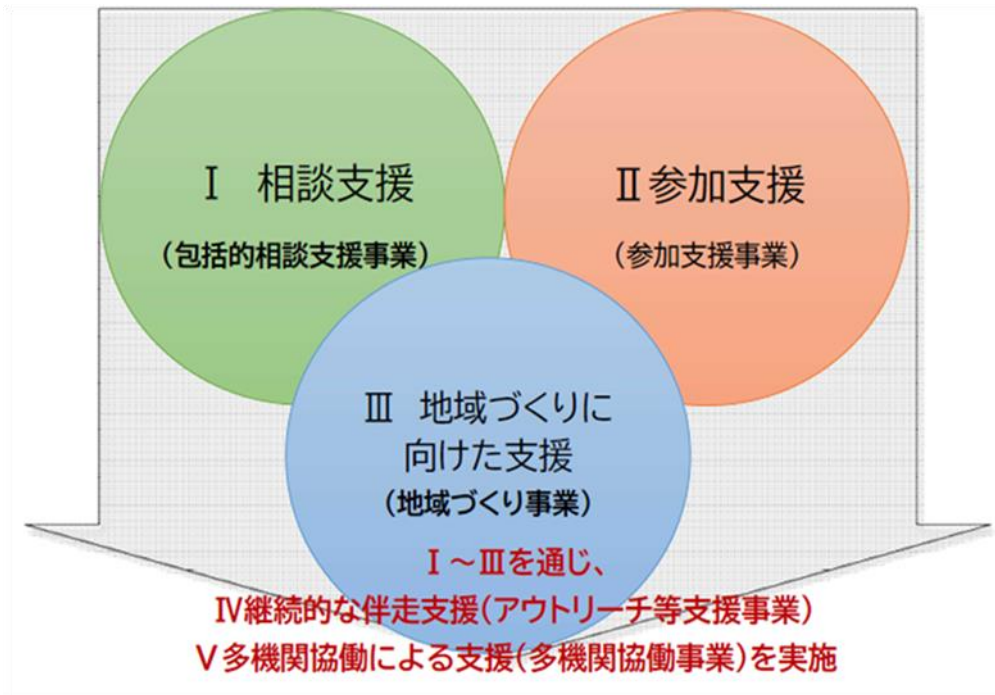 Ⅰ　相談支援
(包括的相談支援事業)
Ⅱ参加支援
(参加支援事業)
Ⅲ　地域づくりに
向けた支援
(地域づくり事業)
Ⅰ～Ⅲを通じ、
Ⅳ継続的な伴走支援(アウトリーチ等支援事業)
Ⅴ多機関協働による支援(多機関協働事業)を実施